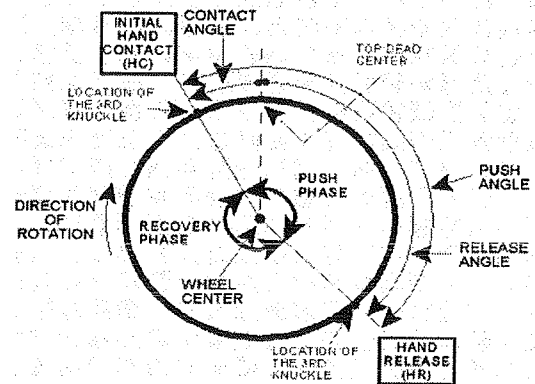 INITIAL
HAND
CONTACT
(HC)
CONTACT
ANGLE
TOP DEAD
CENTER
LOCATION OF
THE 3RD
KNUCKLE
PUSH
PHASE
PUSH
ANGLE
DIRECTION
OF
ROTATION
RECOVERY
PHASE
RELEASE
ANGLE
WHEEL
CENTER
LOCATION OF
THE 3RD
KNUCKLE
HAND
RELEASE
(HR)